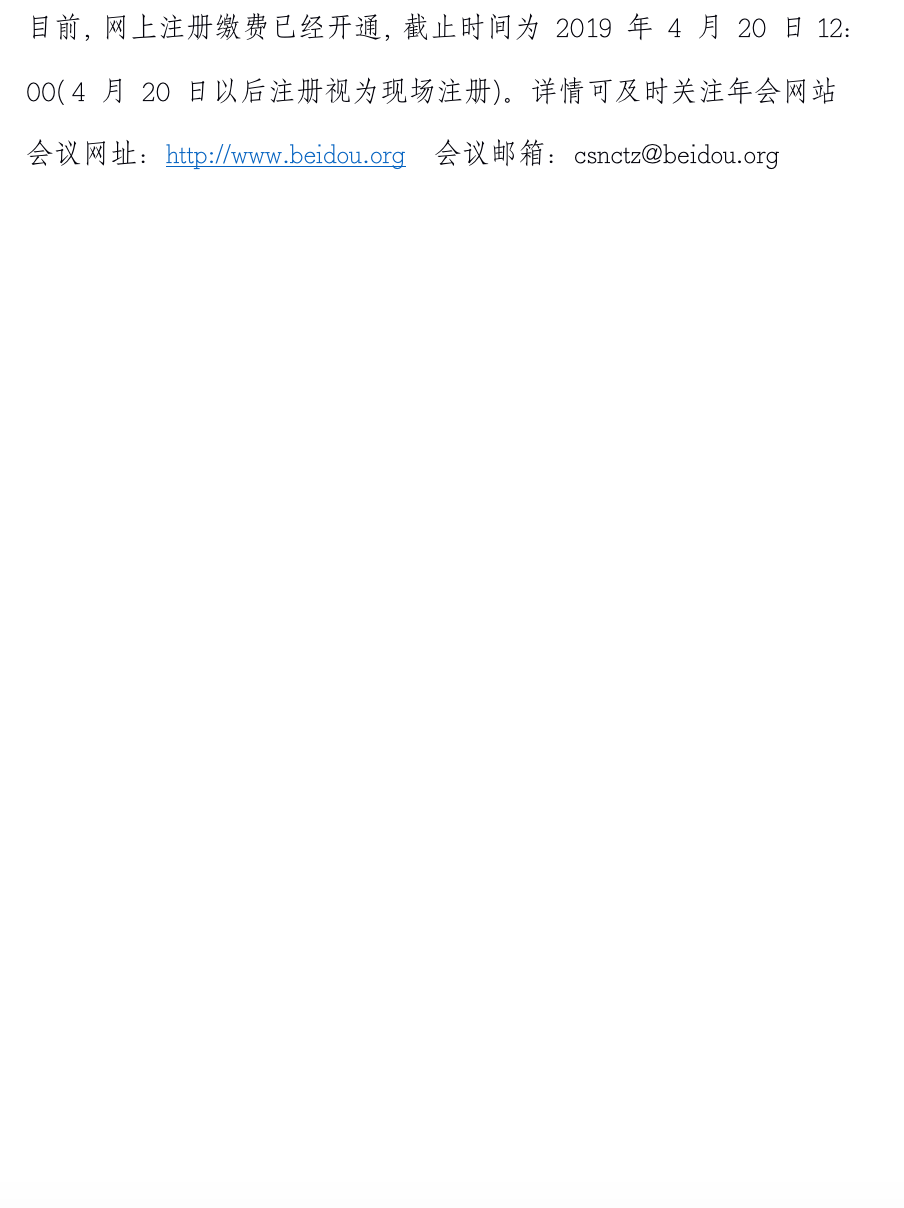 目前, 网上注册缴费已经开通, 截止时间为 2019 年 4 月 20 日 12:
00( 4 月 20 日以后注册视为现场注册)。详情可及时关注年会网站
会议网址：http://www.beidou.org 会议邮箱：csnctz@beidou.org